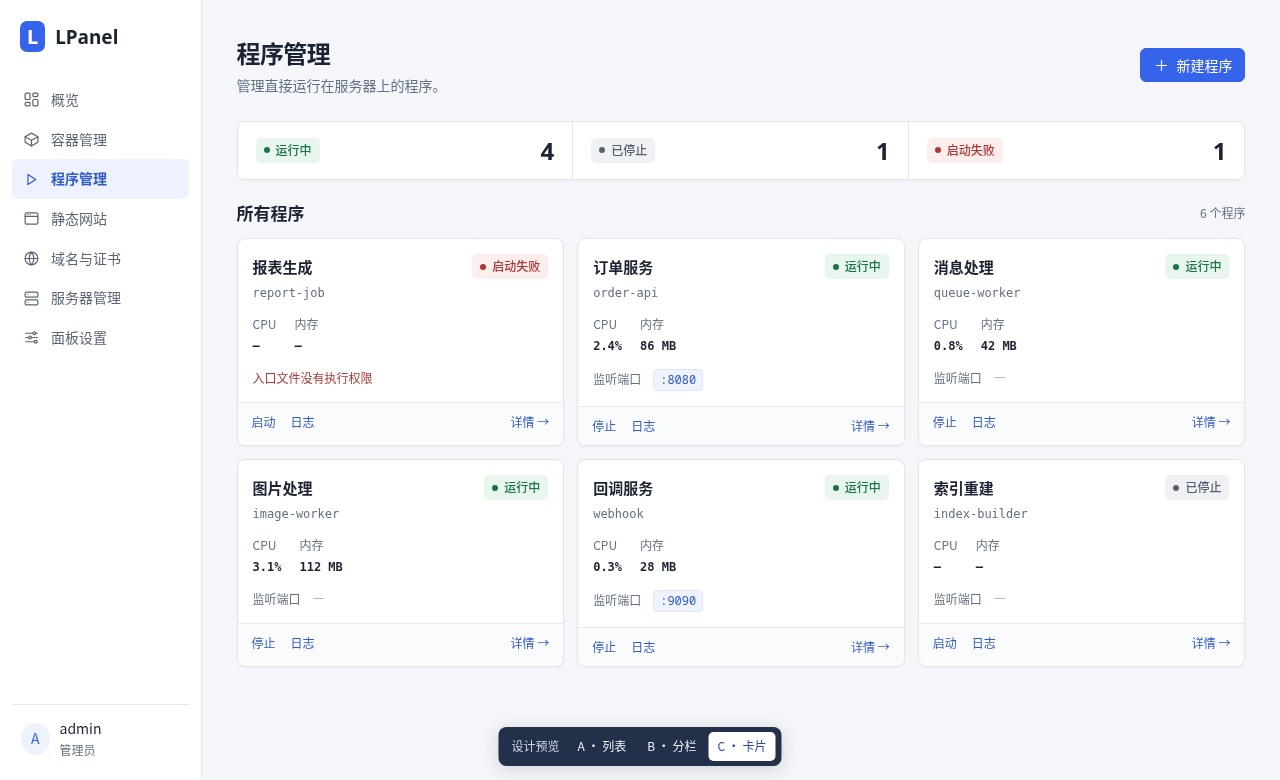 L LPanel
概览
容器管理
程序管理
静态网站
域名与证书
服务器管理
面板设置
A admin
管理员
程序管理
管理直接运行在服务器上的程序。
＋ 新建程序
运行中 4
已停止 1
启动失败 1
所有程序
6 个程序
报表生成 启动失败
report-job
CPU 内存
— —
入口文件没有执行权限
启动 日志 详情 →
订单服务 运行中
order-api
CPU 内存
2.4% 86 MB
监听端口 :8080
停止 日志 详情 →
消息处理 运行中
queue-worker
CPU 内存
0.8% 42 MB
监听端口 —
停止 日志 详情 →
图片处理 运行中
image-worker
CPU 内存
3.1% 112 MB
监听端口 —
停止 日志 详情 →
回调服务 运行中
webhook
CPU 内存
0.3% 28 MB
监听端口 :9090
停止 日志 详情 →
索引重建 已停止
index-builder
CPU 内存
— —
监听端口 —
启动 日志 详情 →
设计预览 A · 列表 B · 分栏 C · 卡片